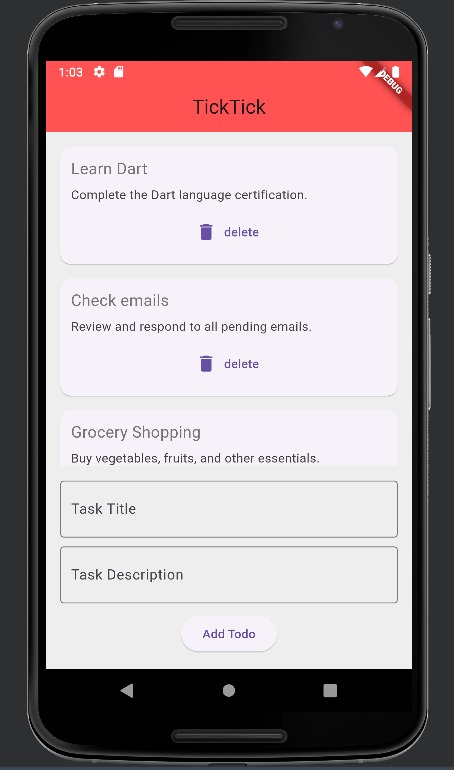 1:03
DEBUG
TickTick
Learn Dart
Complete the Dart language certification.
delete
Check emails
Review and respond to all pending emails.
delete
Grocery Shopping
Buy vegetables, fruits, and other essentials.
Task Title
Task Description
Add Todo